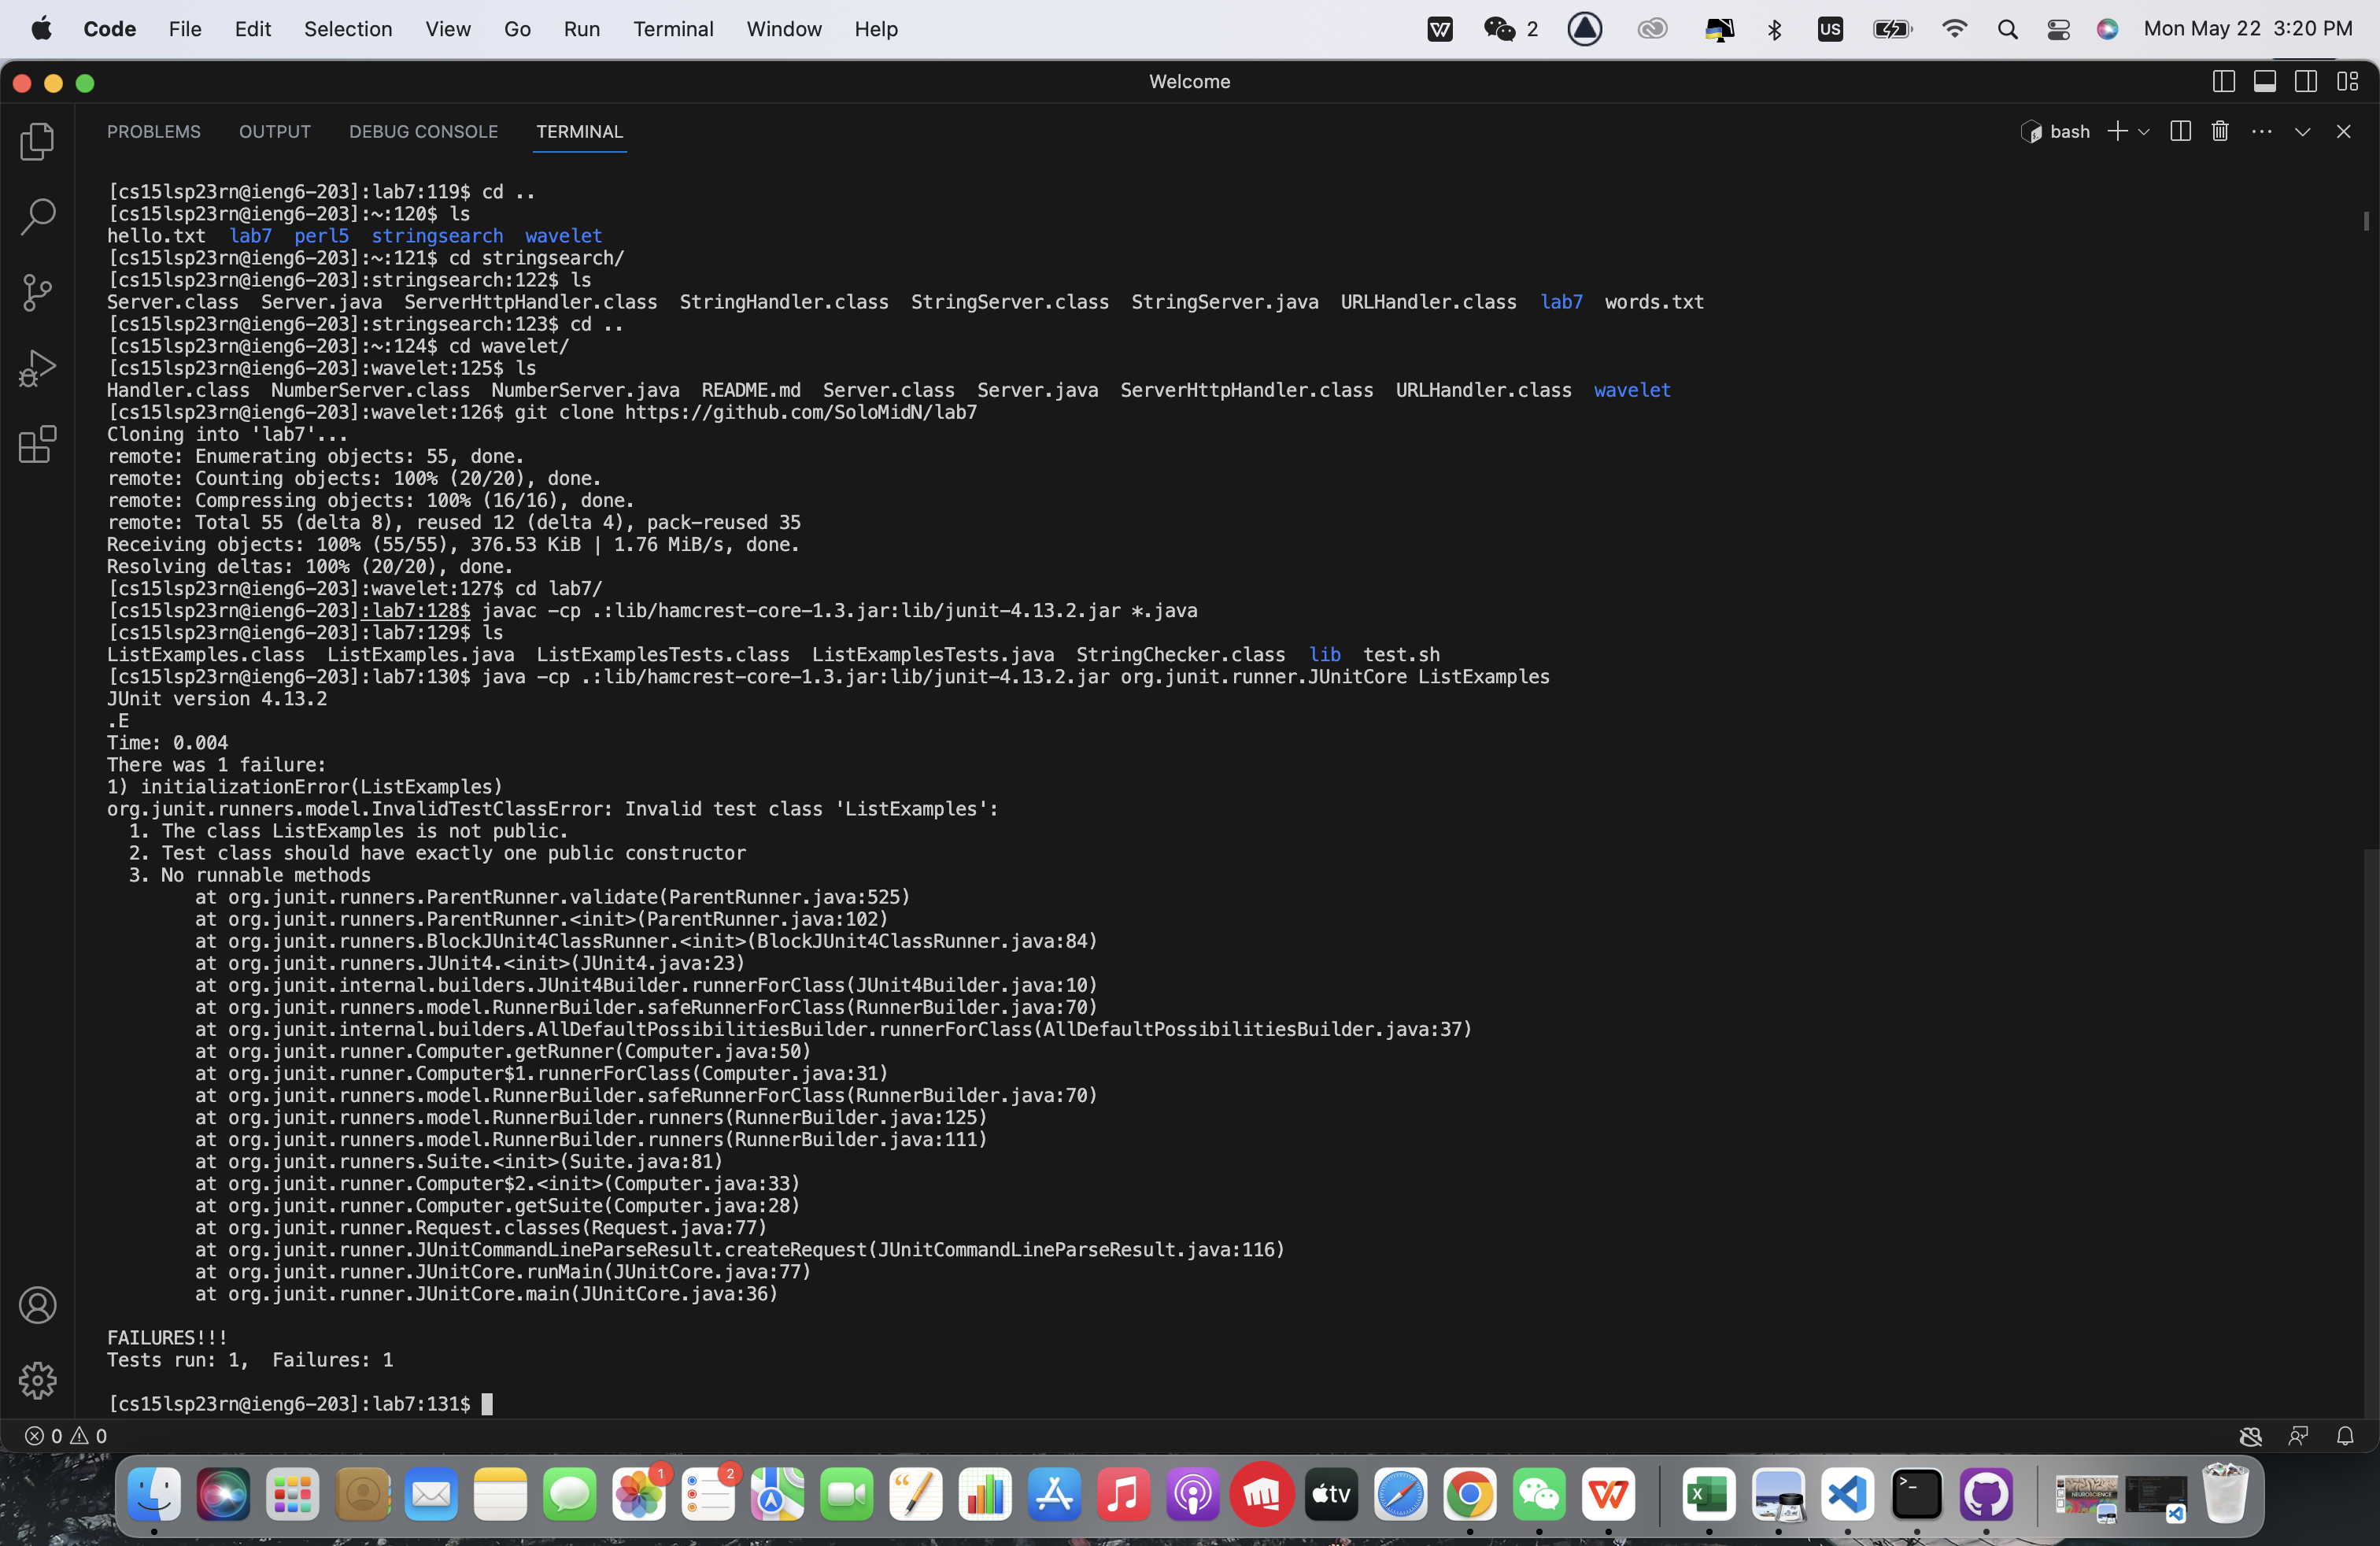 Code File Edit Selection View Go Run Terminal Window Help 2 US Mon May 22 3:20 PM
Welcome
PROBLEMS OUTPUT DEBUG CONSOLE TERMINAL bash
[cs15lsp23rn@ieng6-203]:lab7:119$ cd ..
[cs15lsp23rn@ieng6-203]:~:120$ ls
hello.txt lab7 perl5 stringsearch wavelet
[cs15lsp23rn@ieng6-203]:~:121$ cd stringsearch/
[cs15lsp23rn@ieng6-203]:stringsearch:122$ ls
Server.class Server.java ServerHttpHandler.class StringHandler.class StringServer.class StringServer.java URLHandler.class lab7 words.txt
[cs15lsp23rn@ieng6-203]:stringsearch:123$ cd ..
[cs15lsp23rn@ieng6-203]:~:124$ cd wavelet/
[cs15lsp23rn@ieng6-203]:wavelet:125$ ls
Handler.class NumberServer.class NumberServer.java README.md Server.class Server.java ServerHttpHandler.class URLHandler.class wavelet
[cs15lsp23rn@ieng6-203]:wavelet:126$ git clone https://github.com/SoloMidN/lab7
Cloning into 'lab7'...
remote: Enumerating objects: 55, done.
remote: Counting objects: 100% (20/20), done.
remote: Compressing objects: 100% (16/16), done.
remote: Total 55 (delta 8), reused 12 (delta 4), pack-reused 35
Receiving objects: 100% (55/55), 376.53 KiB | 1.76 MiB/s, done.
Resolving deltas: 100% (20/20), done.
[cs15lsp23rn@ieng6-203]:wavelet:127$ cd lab7/
[cs15lsp23rn@ieng6-203]:lab7:128$ javac -cp .:lib/hamcrest-core-1.3.jar:lib/junit-4.13.2.jar *.java
[cs15lsp23rn@ieng6-203]:lab7:129$ ls
ListExamples.class ListExamples.java ListExamplesTests.class ListExamplesTests.java StringChecker.class lib test.sh
[cs15lsp23rn@ieng6-203]:lab7:130$ java -cp .:lib/hamcrest-core-1.3.jar:lib/junit-4.13.2.jar org.junit.runner.JUnitCore ListExamples
JUnit version 4.13.2
.E
Time: 0.004
There was 1 failure:
1) initializationError(ListExamples)
org.junit.runners.model.InvalidTestClassError: Invalid test class 'ListExamples':
1. The class ListExamples is not public.
2. Test class should have exactly one public constructor
3. No runnable methods
at org.junit.runners.ParentRunner.validate(ParentRunner.java:525)
at org.junit.runners.ParentRunner.<init>(ParentRunner.java:102)
at org.junit.runners.BlockJUnit4ClassRunner.<init>(BlockJUnit4ClassRunner.java:84)
at org.junit.runners.JUnit4.<init>(JUnit4.java:23)
at org.junit.internal.builders.JUnit4Builder.runnerForClass(JUnit4Builder.java:10)
at org.junit.runners.model.RunnerBuilder.safeRunnerForClass(RunnerBuilder.java:70)
at org.junit.internal.builders.AllDefaultPossibilitiesBuilder.runnerForClass(AllDefaultPossibilitiesBuilder.java:37)
at org.junit.runner.Computer.getRunner(Computer.java:50)
at org.junit.runner.Computer$1.runnerForClass(Computer.java:31)
at org.junit.runners.model.RunnerBuilder.safeRunnerForClass(RunnerBuilder.java:70)
at org.junit.runners.model.RunnerBuilder.runners(RunnerBuilder.java:125)
at org.junit.runners.model.RunnerBuilder.runners(RunnerBuilder.java:111)
at org.junit.runners.Suite.<init>(Suite.java:81)
at org.junit.runner.Computer$2.<init>(Computer.java:33)
at org.junit.runner.Computer.getSuite(Computer.java:28)
at org.junit.runner.Request.classes(Request.java:77)
at org.junit.runner.JUnitCommandLineParseResult.createRequest(JUnitCommandLineParseResult.java:116)
at org.junit.runner.JUnitCore.runMain(JUnitCore.java:77)
at org.junit.runner.JUnitCore.main(JUnitCore.java:36)
FAILURES!!!
Tests run: 1, Failures: 1
[cs15lsp23rn@ieng6-203]:lab7:131$
0 0
1 2 tv NEUROSCIENCE